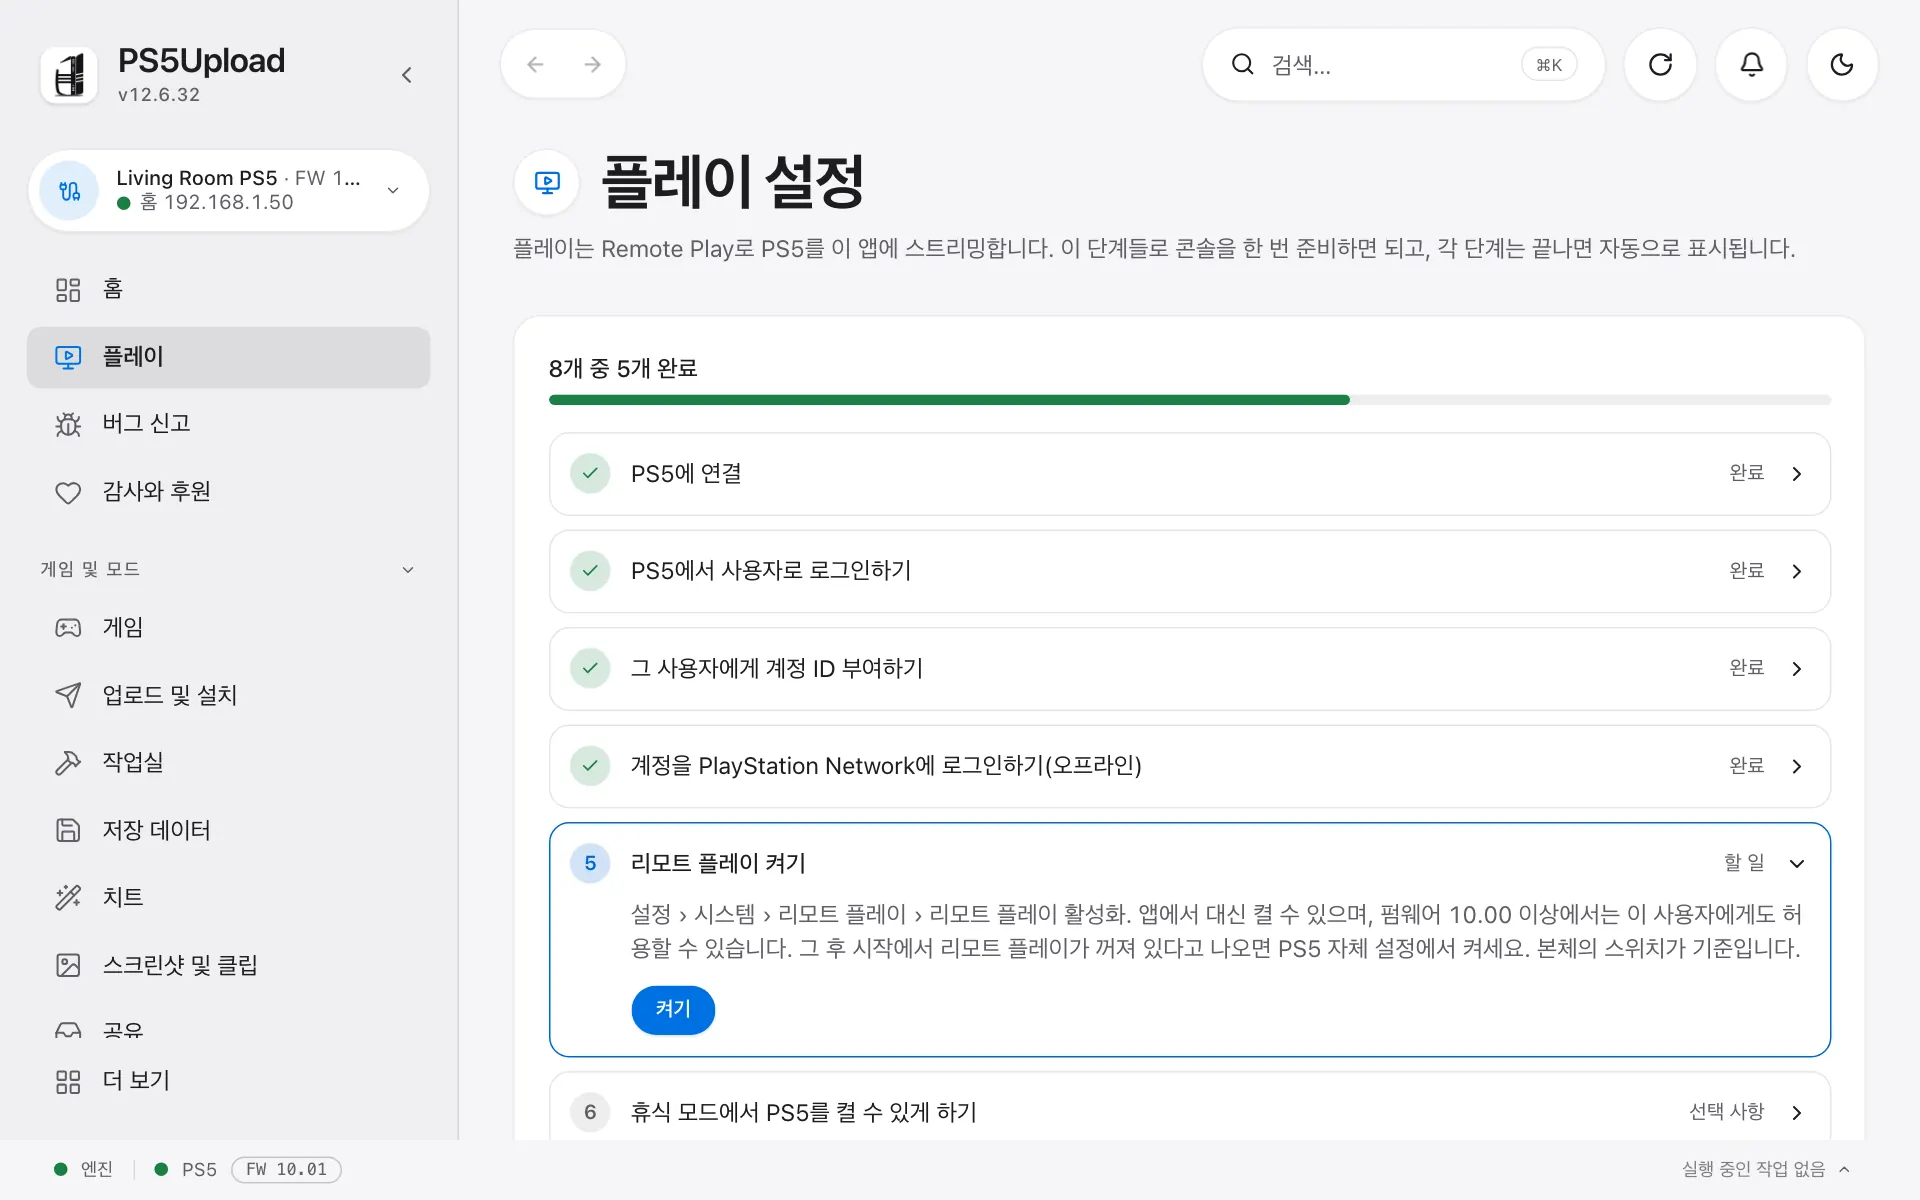 PS5Upload
v12.6.32
Living Room PS5 · FW 1...
홈 192.168.1.50
홈
플레이
버그 신고
감사와 후원
게임 및 모드
게임
업로드 및 설치
작업실
저장 데이터
치트
스크린샷 및 클립
공유
더 보기
검색...
⌘K
플레이 설정
플레이는 Remote Play로 PS5를 이 앱에 스트리밍합니다. 이 단계들로 콘솔을 한 번 준비하면 되고, 각 단계는 끝나면 자동으로 표시됩니다.
8개 중 5개 완료
PS5에 연결
완료
PS5에서 사용자로 로그인하기
완료
그 사용자에게 계정 ID 부여하기
완료
계정을 PlayStation Network에 로그인하기(오프라인)
완료
5
리모트 플레이 켜기
할 일
설정 › 시스템 › 리모트 플레이 › 리모트 플레이 활성화. 앱에서 대신 켤 수 있으며, 펌웨어 10.00 이상에서는 이 사용자에게도 허
용할 수 있습니다. 그 후 시작에서 리모트 플레이가 꺼져 있다고 나오면 PS5 자체 설정에서 켜세요. 본체의 스위치가 기준입니다.
켜기
6
휴식 모드에서 PS5를 켤 수 있게 하기
선택 사항
엔진
PS5
FW 10.01
실행 중인 작업 없음